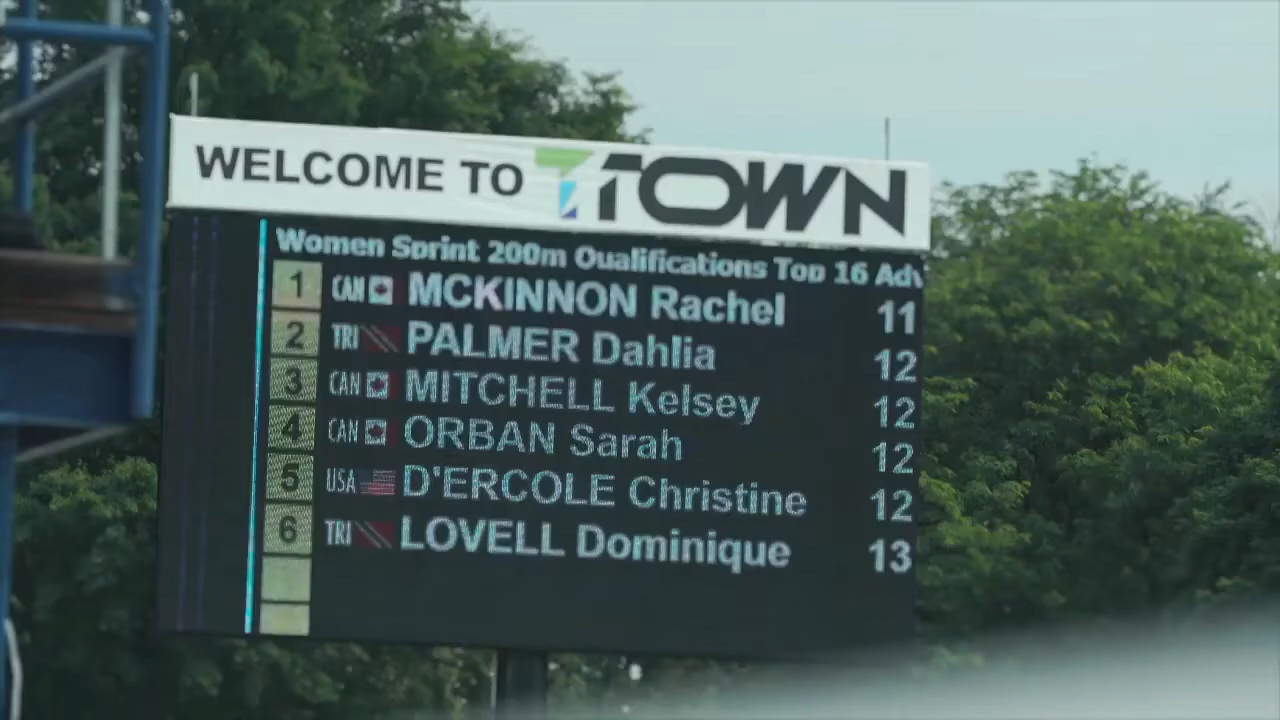 WELCOME TO TTOWN
Women Sprint 200m Qualifications Top 16 Adv
1 CAN MCKINNON Rachel 11
2 TRI PALMER Dahlia 12
3 CAN MITCHELL Kelsey 12
4 CAN ORBAN Sarah 12
5 USA D'ERCOLE Christine 12
6 TRI LOVELL Dominique 13